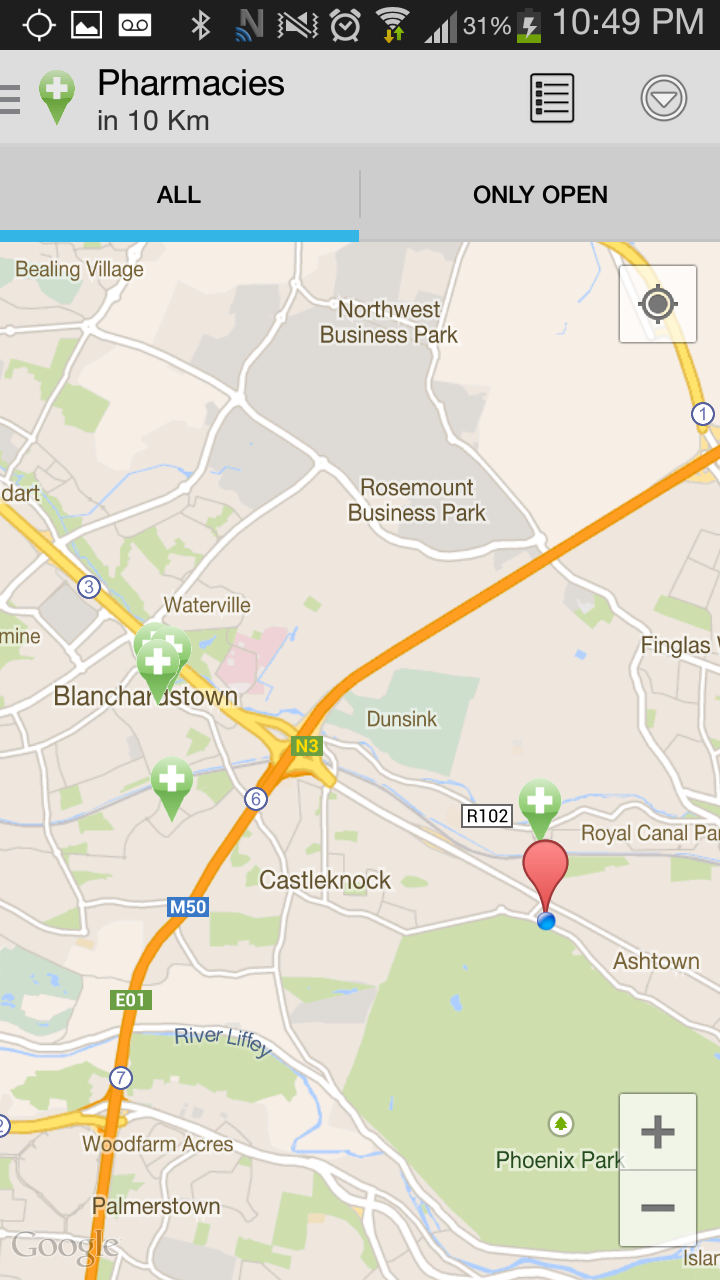 31% 10:49 PM
Pharmacies
in 10 Km
ALL
ONLY OPEN
Bealing Village
Northwest
Business Park
1
dart
Rosemount
Business Park
3
Waterville
mine
Finglas
Blanchardstown
Dunsink
N3
6
R102
Royal Canal Pa
Castleknock
M50
Ashtown
E01
River Liffey
7
2
Woodfarm Acres
Phoenix Park
Palmerstown
Google
Islan